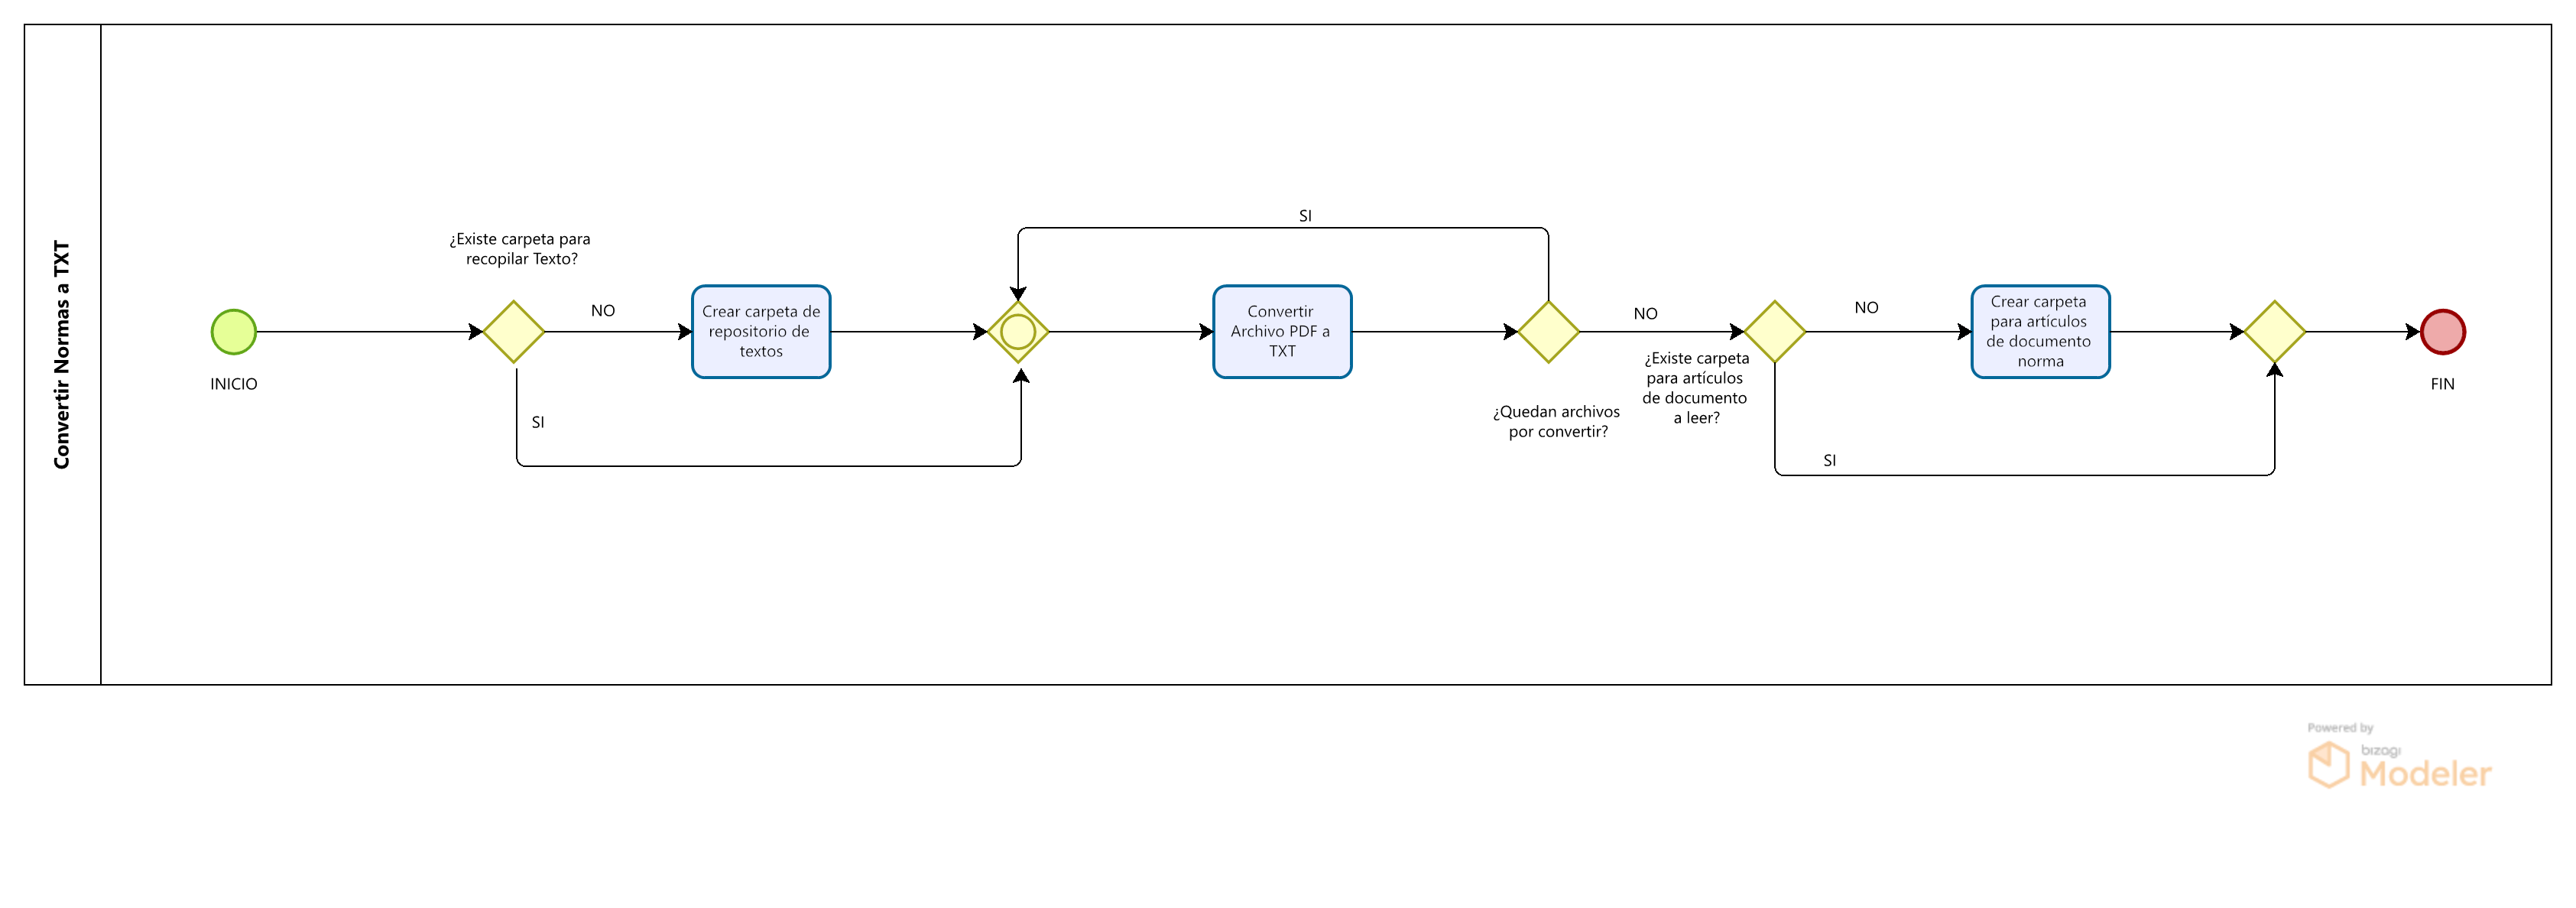 Convertir Normas a TXT
INICIO
¿Existe carpeta para
recopilar Texto?
NO
SI
Crear carpeta de
repositorio de
textos
SI
Convertir
Archivo PDF a
TXT
¿Quedan archivos
por convertir?
NO
¿Existe carpeta
para artículos
de documento
a leer?
NO
SI
Crear carpeta
para artículos
de documento
norma
FIN
Powered by
bizagi
Modeler